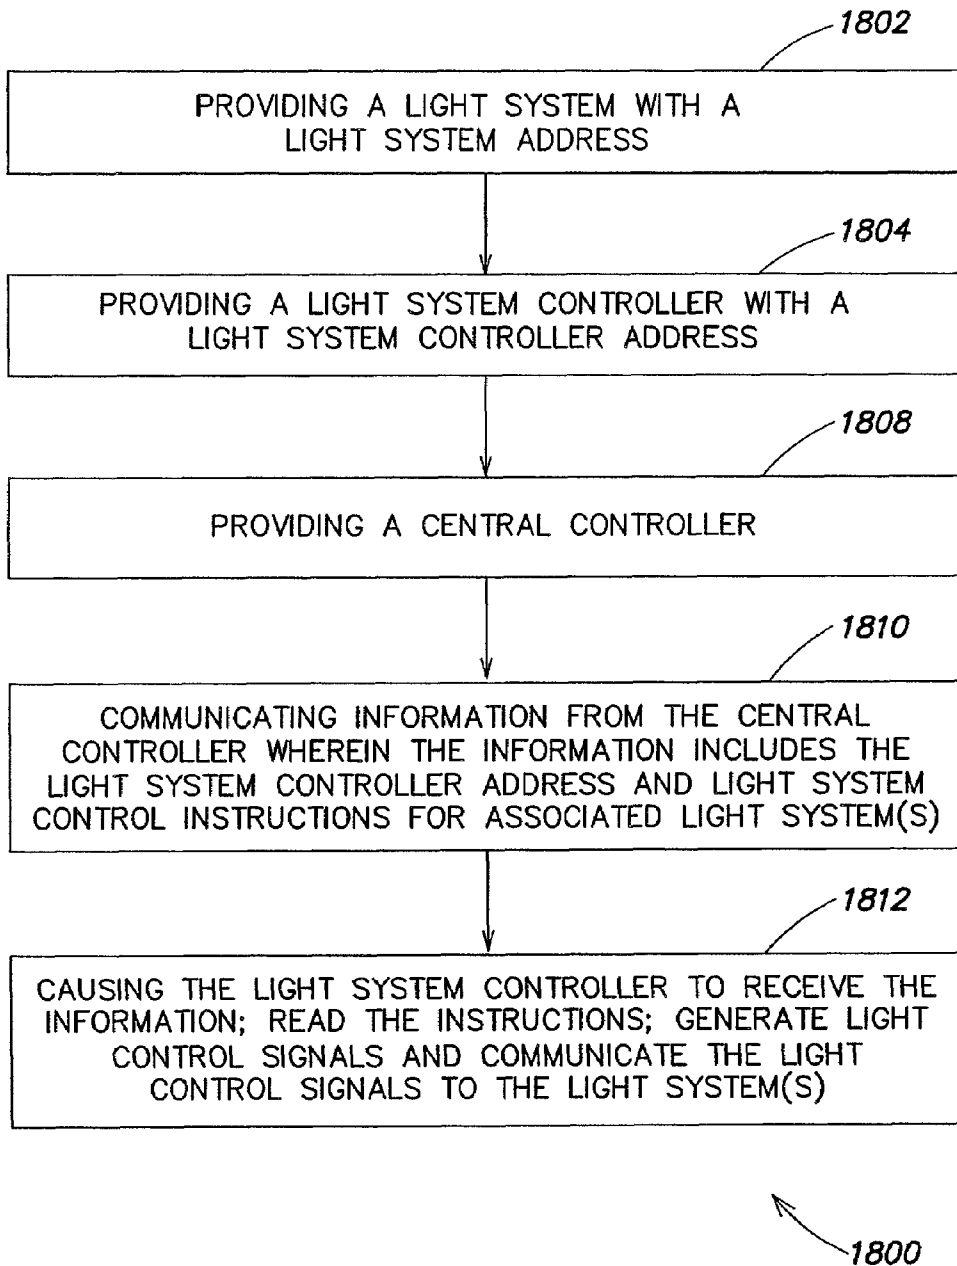 1802
PROVIDING A LIGHT SYSTEM WITH A
LIGHT SYSTEM ADDRESS
1804
PROVIDING A LIGHT SYSTEM CONTROLLER WITH A
LIGHT SYSTEM CONTROLLER ADDRESS
1808
PROVIDING A CENTRAL CONTROLLER
1810
COMMUNICATING INFORMATION FROM THE CENTRAL
CONTROLLER WHEREIN THE INFORMATION INCLUDES THE
LIGHT SYSTEM CONTROLLER ADDRESS AND LIGHT SYSTEM
CONTROL INSTRUCTIONS FOR ASSOCIATED LIGHT SYSTEM(S)
1812
CAUSING THE LIGHT SYSTEM CONTROLLER TO RECEIVE THE
INFORMATION; READ THE INSTRUCTIONS; GENERATE LIGHT
CONTROL SIGNALS AND COMMUNICATE THE LIGHT
CONTROL SIGNALS TO THE LIGHT SYSTEM(S)
1800